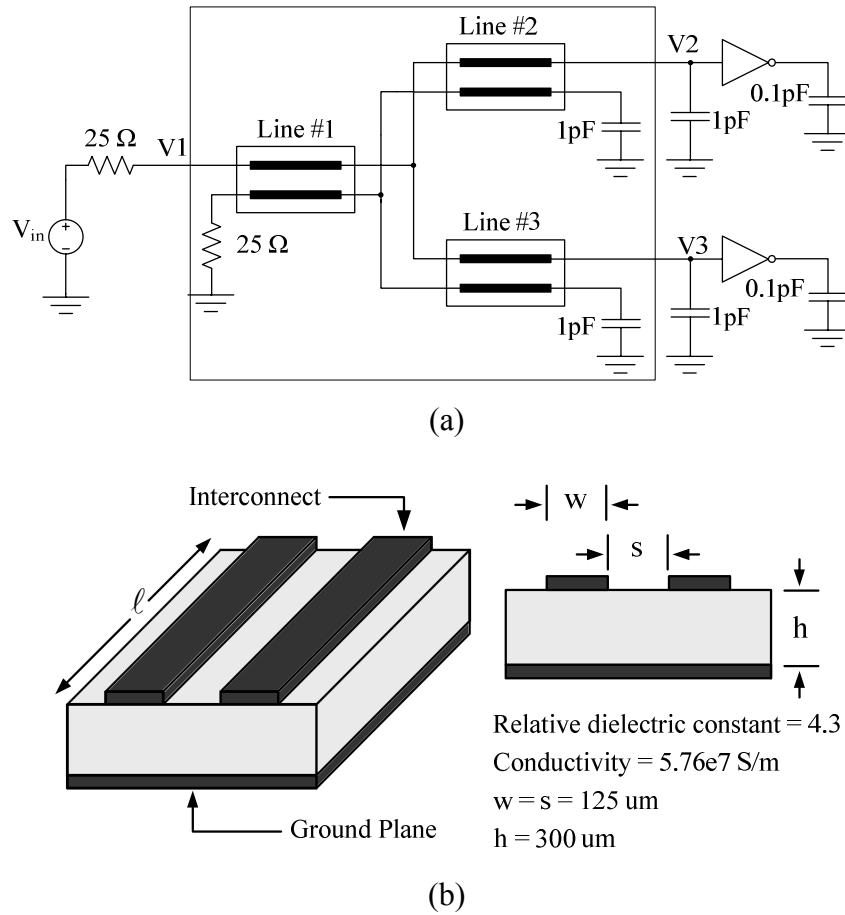 Line #2
V2
0.1pF
1pF
1pF
Line #1
25 Ω
V1
Vin
+
−
25 Ω
Line #3
V3
0.1pF
1pF
1pF
(a)
Interconnect
ℓ
w
s
h
Relative dielectric constant = 4.3
Conductivity = 5.76e7 S/m
w = s = 125 um
h = 300 um
Ground Plane
(b)